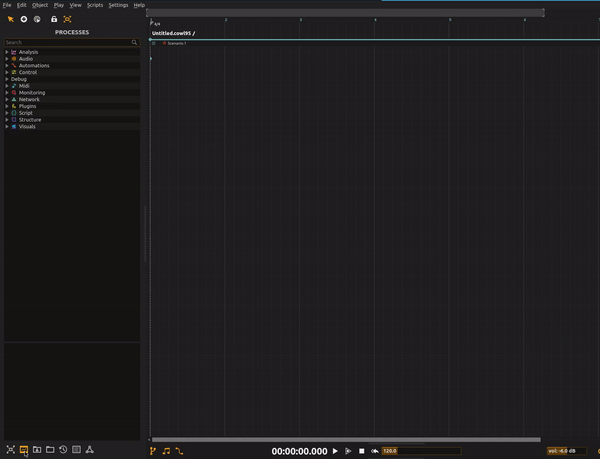 File Edit Object Play View Scripts Settings Help
1 2 3 4 5 6
4/4
PROCESSES
Untitled.cowl95 /
Search
Scenario.1
Analysis
Audio
Automations
Control
Debug
Midi
Monitoring
Network
Plugins
Script
Structure
Visuals
00:00:00.000
120.0
vol: -6.0 dB